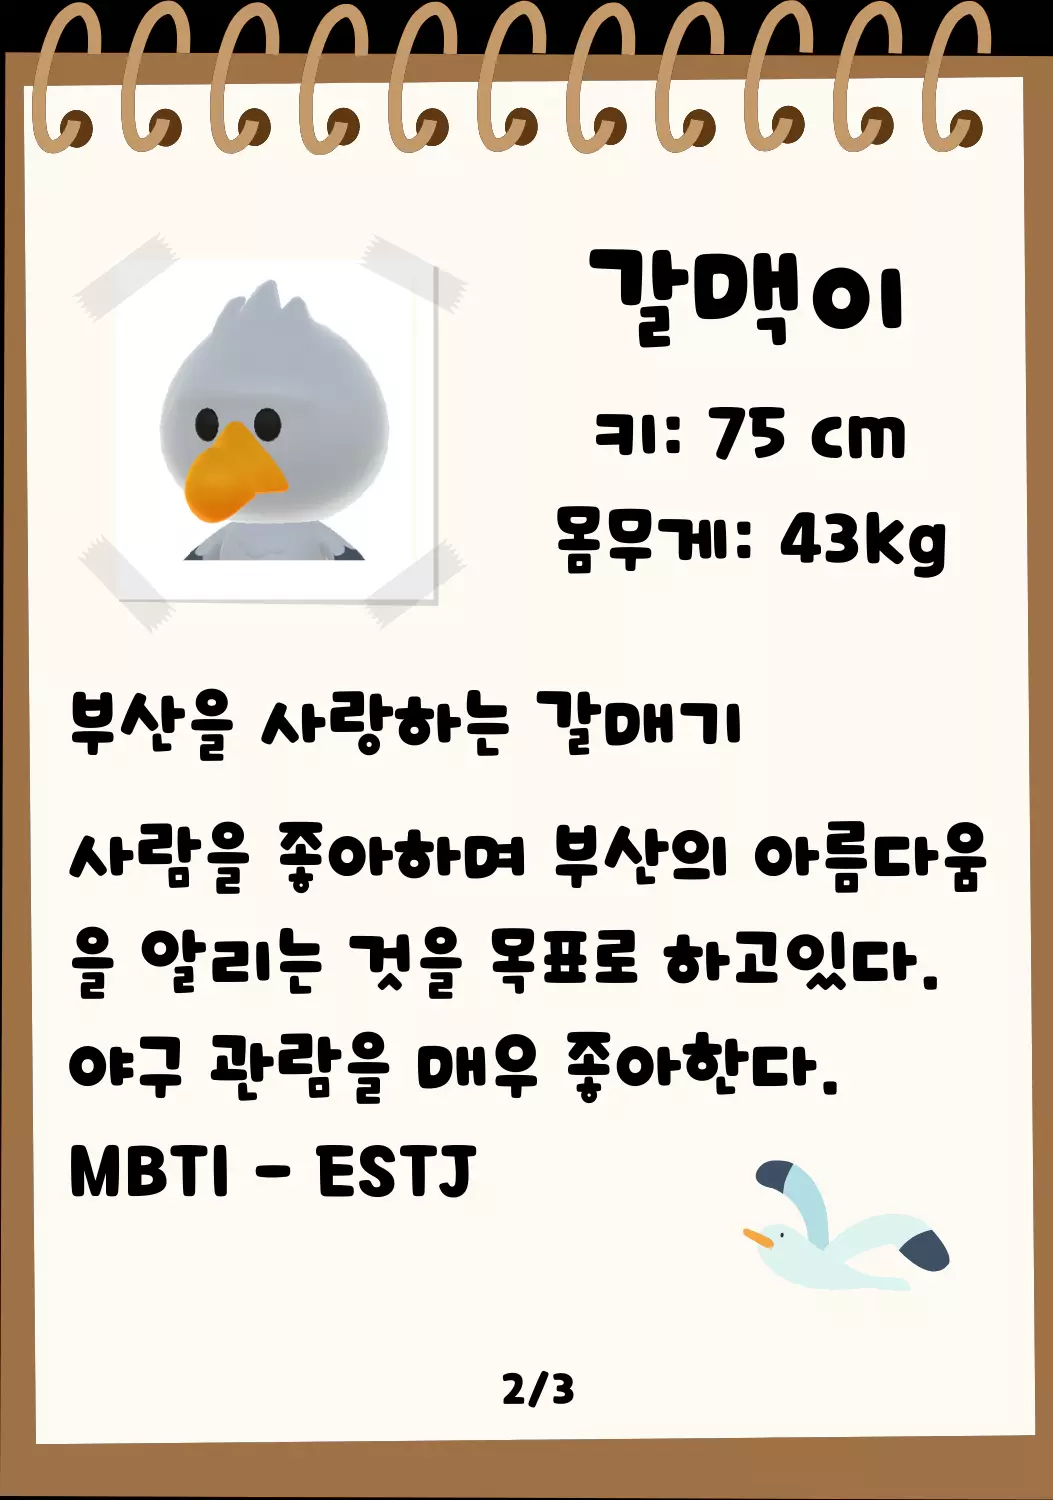 갈맥이
키: 75 cm
몸무게: 43kg
부산을 사랑하는 갈매기
사람을 좋아하며 부산의 아름다움
을 알리는 것을 목표로 하고있다.
야구 관람을 매우 좋아한다.
MBTI - ESTJ
2/3